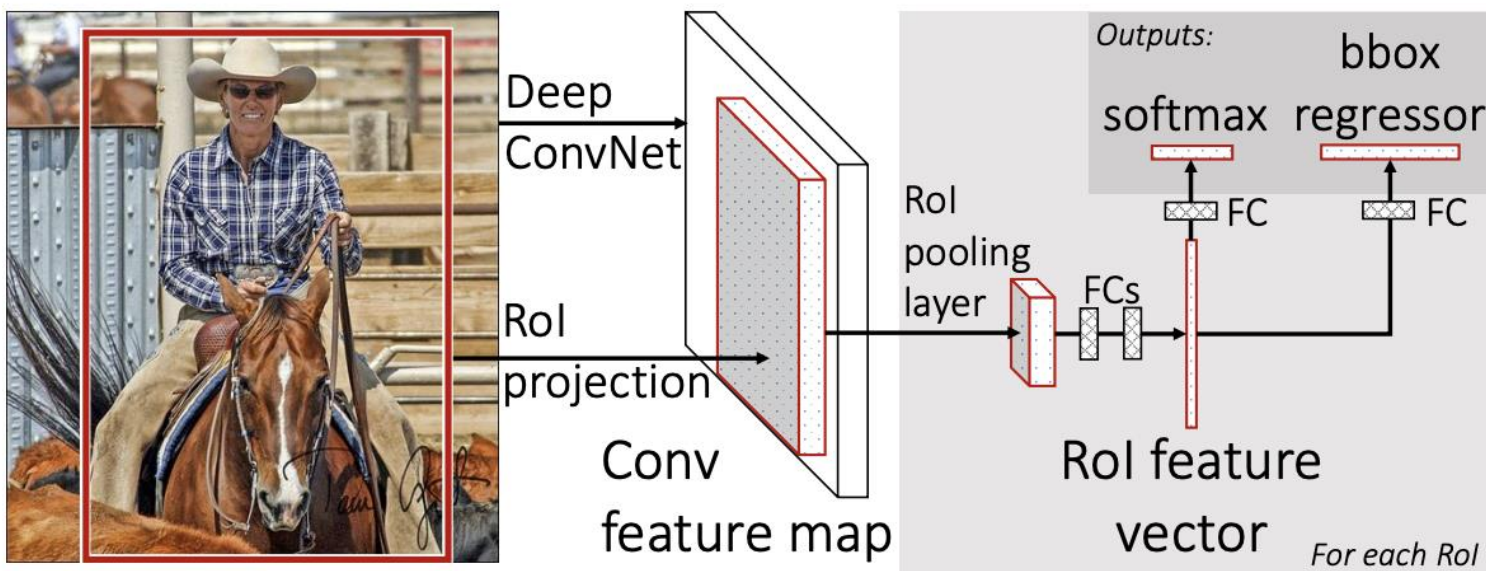 Deep
ConvNet
RoI
projection
Conv
feature map
RoI
pooling
layer
FCs
RoI feature
vector
For each RoI
Outputs:
softmax
bbox
regressor
FC
FC